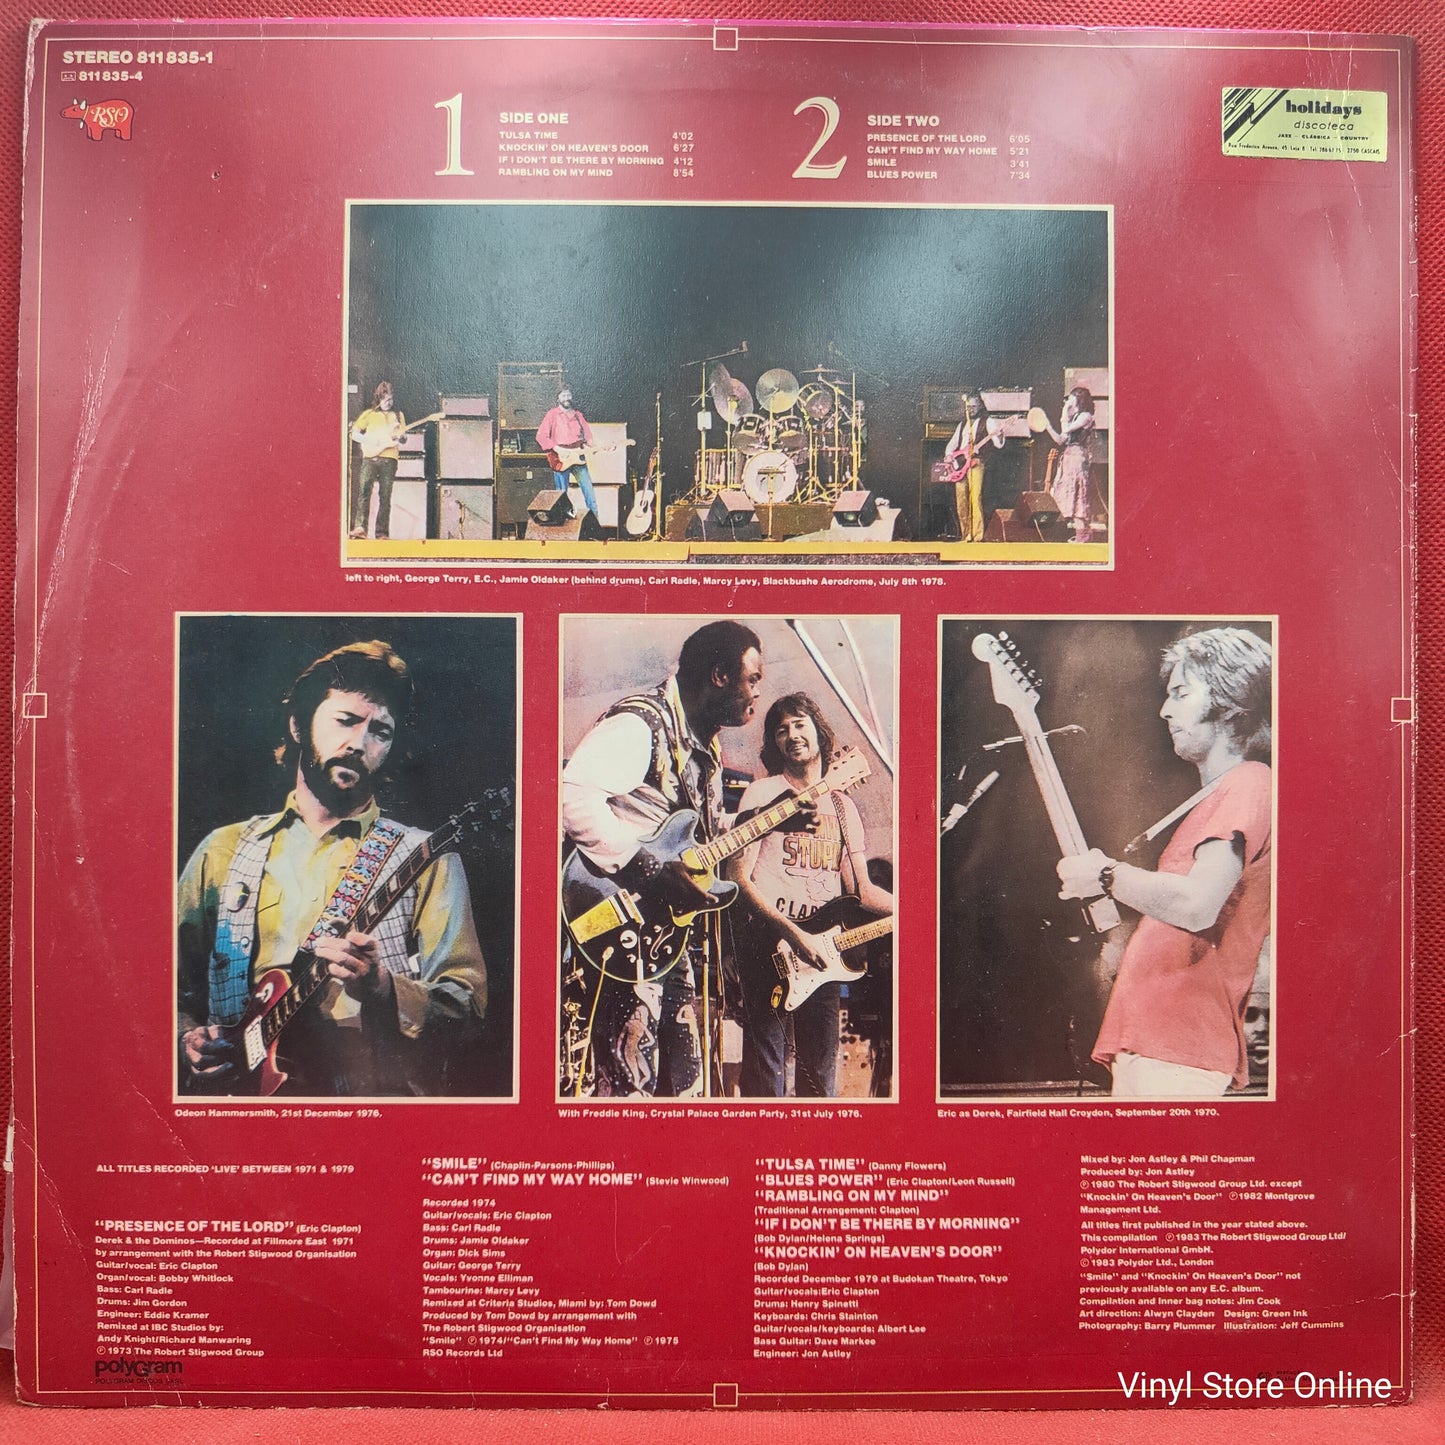 STEREO 811 835-1
811 835-4
RSO
1
SIDE ONE
TULSA TIME 4'02
KNOCKIN' ON HEAVEN'S DOOR 6'27
IF I DON'T BE THERE BY MORNING 4'12
RAMBLING ON MY MIND 8'54
2
SIDE TWO
PRESENCE OF THE LORD 6'05
CAN'T FIND MY WAY HOME 5'21
SMILE 3'41
BLUES POWER 7'34
holidays
discoteca
JAZZ - CLÁSSICA - COUNTRY
2750 CASCAIS
left to right, George Terry, E.C., Jamie Oldaker (behind drums), Carl Radle, Marcy Levy, Blackbushe Aerodrome, July 8th 1978.
STUPI
CLAP
Odeon Hammersmith, 21st December 1976.
With Freddie King, Crystal Palace Garden Party, 31st July 1976.
Eric as Derek, Fairfield Hall Croydon, September 20th 1970.
ALL TITLES RECORDED 'LIVE' BETWEEN 1971 & 1979
"PRESENCE OF THE LORD" (Eric Clapton)
Derek & the Dominos—Recorded at Fillmore East 1971
by arrangement with the Robert Stigwood Organisation
Guitar/vocal: Eric Clapton
Organ/vocal: Bobby Whitlock
Bass: Carl Radle
Drums: Jim Gordon
Engineer: Eddie Kramer
Remixed at IBC Studios by:
Andy Knight/Richard Manwaring
℗ 1973 The Robert Stigwood Group
polyGram
POLYGRAM DISCOS SARL
"SMILE" (Chaplin-Parsons-Phillips)
"CAN'T FIND MY WAY HOME" (Stevie Winwood)
Recorded 1974
Guitar/vocals: Eric Clapton
Bass: Carl Radle
Drums: Jamie Oldaker
Organ: Dick Sims
Guitar: George Terry
Vocals: Yvonne Elliman
Tambourine: Marcy Levy
Remixed at Criteria Studios, Miami by: Tom Dowd
Produced by Tom Dowd by arrangement with
The Robert Stigwood Organisation
"Smile" ℗ 1974/"Can't Find My Way Home" ℗ 1975
RSO Records Ltd
"TULSA TIME" (Danny Flowers)
"BLUES POWER" (Eric Clapton/Leon Russell)
"RAMBLING ON MY MIND"
(Traditional Arrangement: Clapton)
"IF I DON'T BE THERE BY MORNING"
(Bob Dylan/Helena Springs)
"KNOCKIN' ON HEAVEN'S DOOR"
(Bob Dylan)
Recorded December 1979 at Budokan Theatre, Tokyo
Guitar/vocals:Eric Clapton
Drums: Henry Spinetti
Keyboards: Chris Stainton
Guitar/vocals/keyboards: Albert Lee
Bass Guitar: Dave Markee
Engineer: Jon Astley
Mixed by: Jon Astley & Phil Chapman
Produced by: Jon Astley
℗ 1980 The Robert Stigwood Group Ltd. except
"Knockin' On Heaven's Door" ℗ 1982 Montgrove
Management Ltd.
All titles first published in the year stated above.
This compilation ℗ 1983 The Robert Stigwood Group Ltd/
Polydor International GmbH.
© 1983 Polydor Ltd., London
"Smile" and "Knockin' On Heaven's Door" not
previously available on any E.C. album.
Compilation and Inner bag notes: Jim Cook
Art direction: Alwyn Clayden Design: Green Ink
Photography: Barry Plummer Illustration: Jeff Cummins
Vinyl Store Online